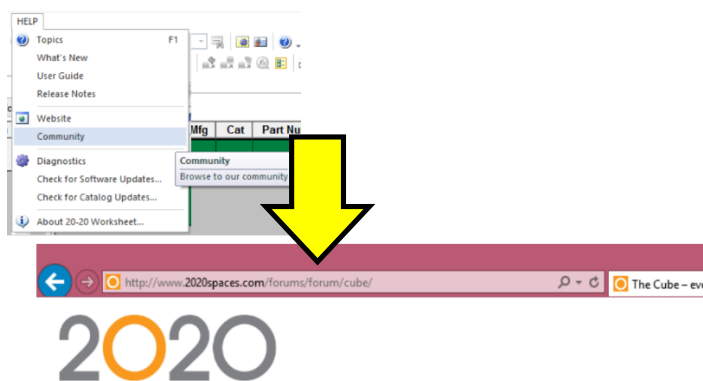 HELP
Topics F1
What's New
User Guide
Release Notes
Website
Community
Mfg Cat Part Nu
Diagnostics
Community
Check for Software Updates...
Browse to our community
Check for Catalog Updates...
About 20-20 Worksheet...
http://www.2020spaces.com/forums/forum/cube/
The Cube – eve
2020